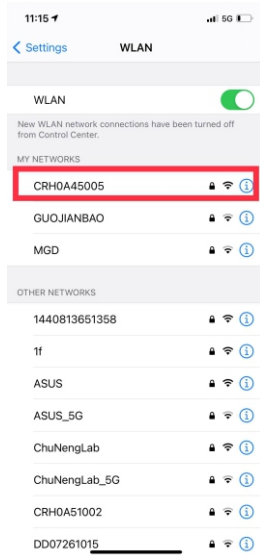 11:15
5G
Settings
WLAN
WLAN
New WLAN network connections have been turned off
from Control Center.
MY NETWORKS
CRH0A45005
GUOJIANBAO
MGD
OTHER NETWORKS
1440813651358
1f
ASUS
ASUS_5G
ChuNengLab
ChuNengLab_5G
CRH0A51002
DD07261015